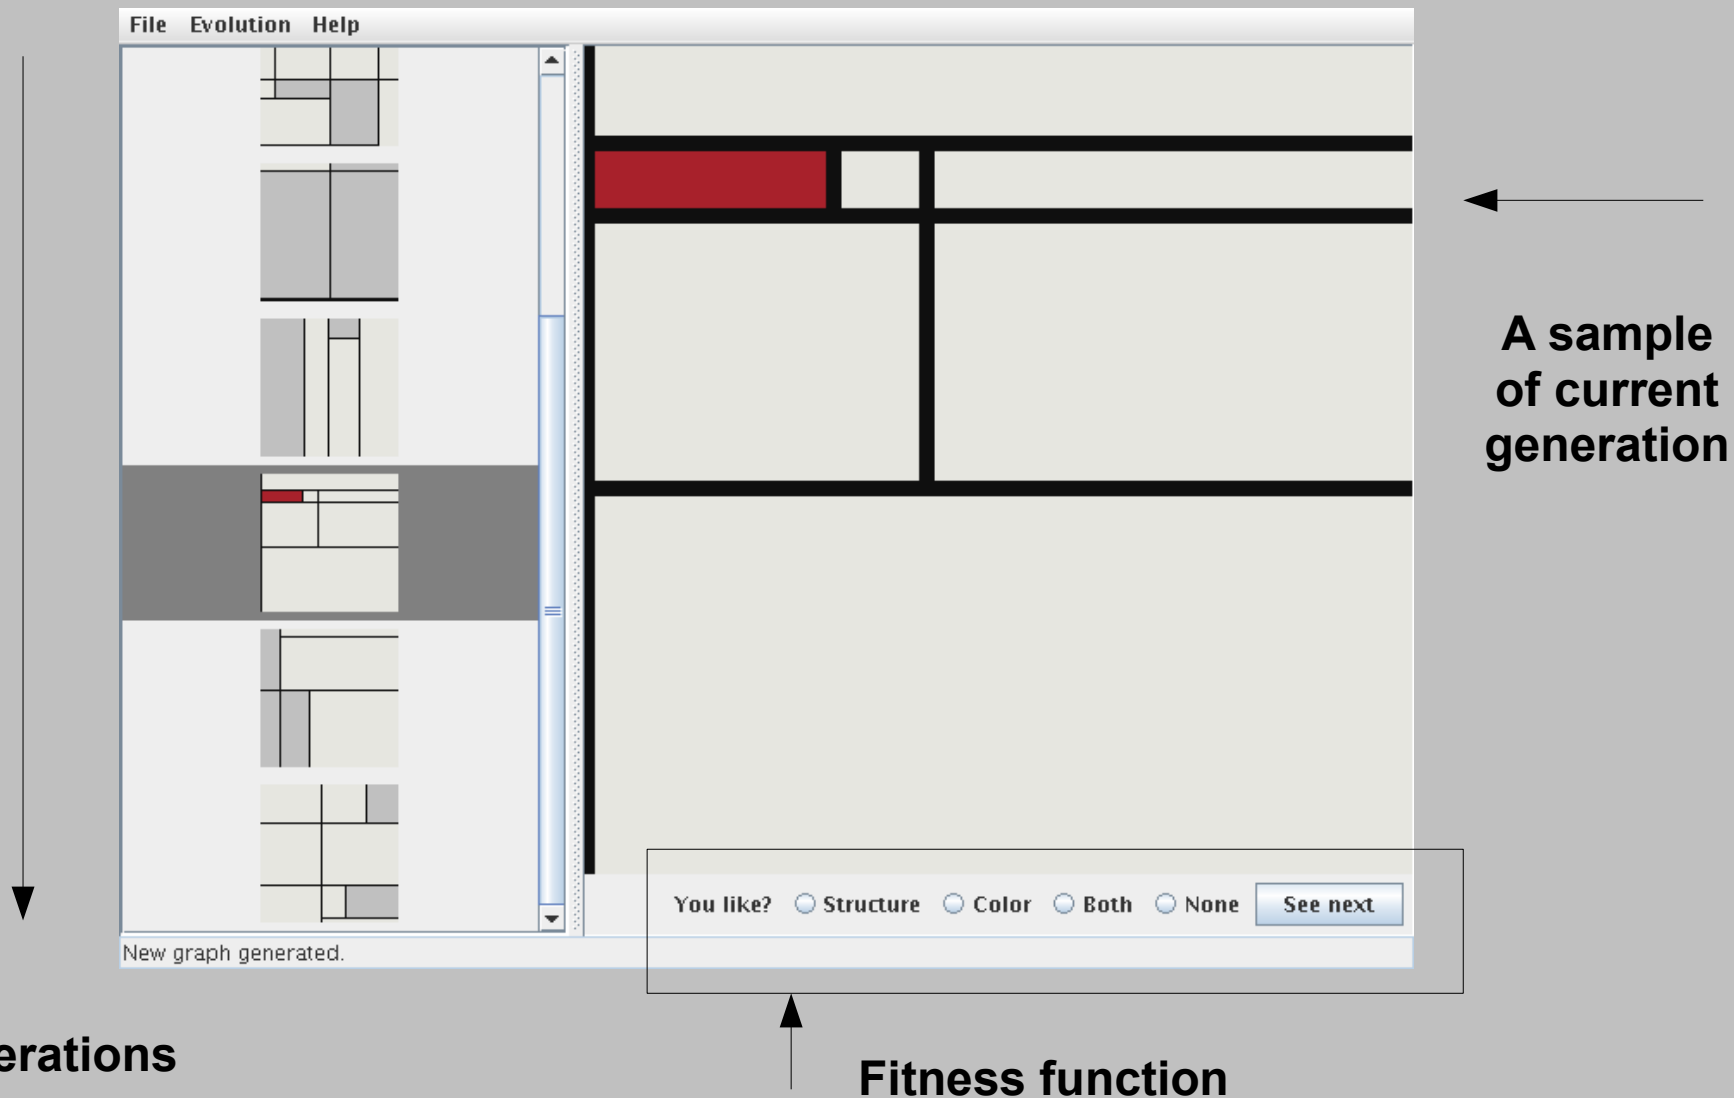 File Evolution Help
A sample
of current
generation
You like? Structure Color Both None See next
New graph generated.
erations
Fitness function